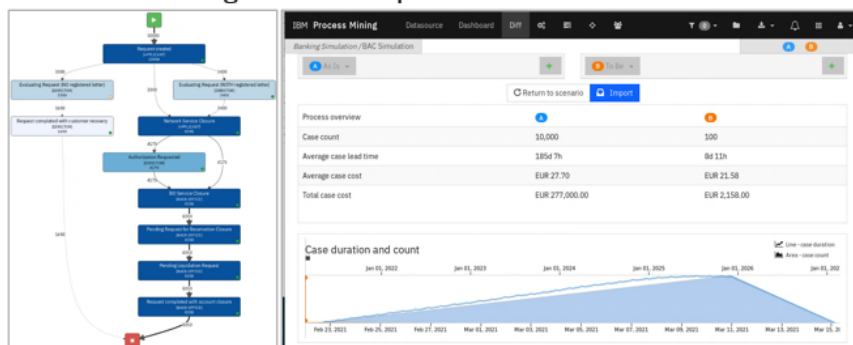 Request created
Evaluating Request (NO registered letter)
Evaluating Request (WITH registered letter)
Request completed with customer recovery
Network Service Closure
Authorization Requested
BO Service Closure
Pending Request for Reservation Closure
Pending Liquidation Request
Request completed with account closure
IBM Process Mining
Datasource
Dashboard
Diff
Banking Simulation / BAC Simulation
A
B
A As Is
+
B To Be
+
Return to scenario
Import
Process overview
A
B
Case count
10,000
100
Average case lead time
185d 7h
8d 11h
Average case cost
EUR 27.70
EUR 21.58
Total case cost
EUR 277,000.00
EUR 2,158.00
Case duration and count
Line - case duration
Area - case count
Jan 01, 2022
Jan 01, 2023
Jan 01, 2024
Jan 01, 2025
Jan 01, 2026
Jan 01, 202
Feb 23, 2021
Feb 25, 2021
Feb 27, 2021
Mar 01, 2021
Mar 03, 2021
Mar 05, 2021
Mar 07, 2021
Mar 09, 2021
Mar 11, 2021
Mar 13, 2021
Mar 15, 2